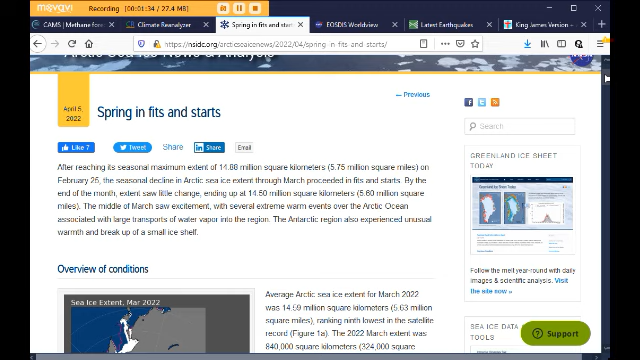 movavi
Recording (00:01:34 / 27.4 MB)
CAMS | Methane fore
Climate Reanalyzer
Spring in fits and starts
EOSDIS Worldview
Latest Earthquakes
King James Version
https://nsidc.org/arcticseaicenews/2022/04/spring-in-fits-and-starts/
Arctic Sea Ice News & Analysis
April 5,
2022
Previous
Spring in fits and starts
Like 7
Tweet
Share
Share
Email
Search
After reaching its seasonal maximum extent of 14.88 million square kilometers (5.75 million square miles) on
February 25, the seasonal decline in Arctic sea ice extent through March proceeded in fits and starts. By the
end of the month, extent saw little change, ending up at 14.50 million square kilometers (5.60 million square
miles). The middle of March saw excitement, with several extreme warm events over the Arctic Ocean
associated with large transports of water vapor into the region. The Antarctic region also experienced unusual
warmth and break up of a small ice shelf.
GREENLAND ICE SHEET
TODAY
Follow the melt year-round with daily
images & scientific analysis. Visit
the site now »
Overview of conditions
Sea Ice Extent, Mar 2022
Average Arctic sea ice extent for March 2022
was 14.59 million square kilometers (5.63 million
square miles), ranking ninth lowest in the satellite
record (Figure 1a). The 2022 March extent was
840,000 square kilometers (324,000 square
SEA ICE DATA
TOOLS
Support